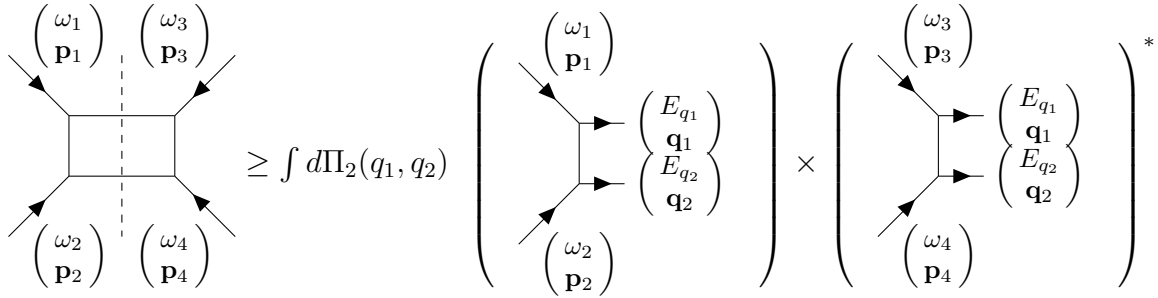 (ω₁ 𝐩₁) (ω₃ 𝐩₃) (ω₁ 𝐩₁) (ω₃ 𝐩₃) *
≥ ∫ dΠ₂(q₁, q₂) (E_{q₁} 𝐪₁) (E_{q₂} 𝐪₂) × (E_{q₁} 𝐪₁) (E_{q₂} 𝐪₂)
(ω₂ 𝐩₂) (ω₄ 𝐩₄) (ω₂ 𝐩₂) (ω₄ 𝐩₄)